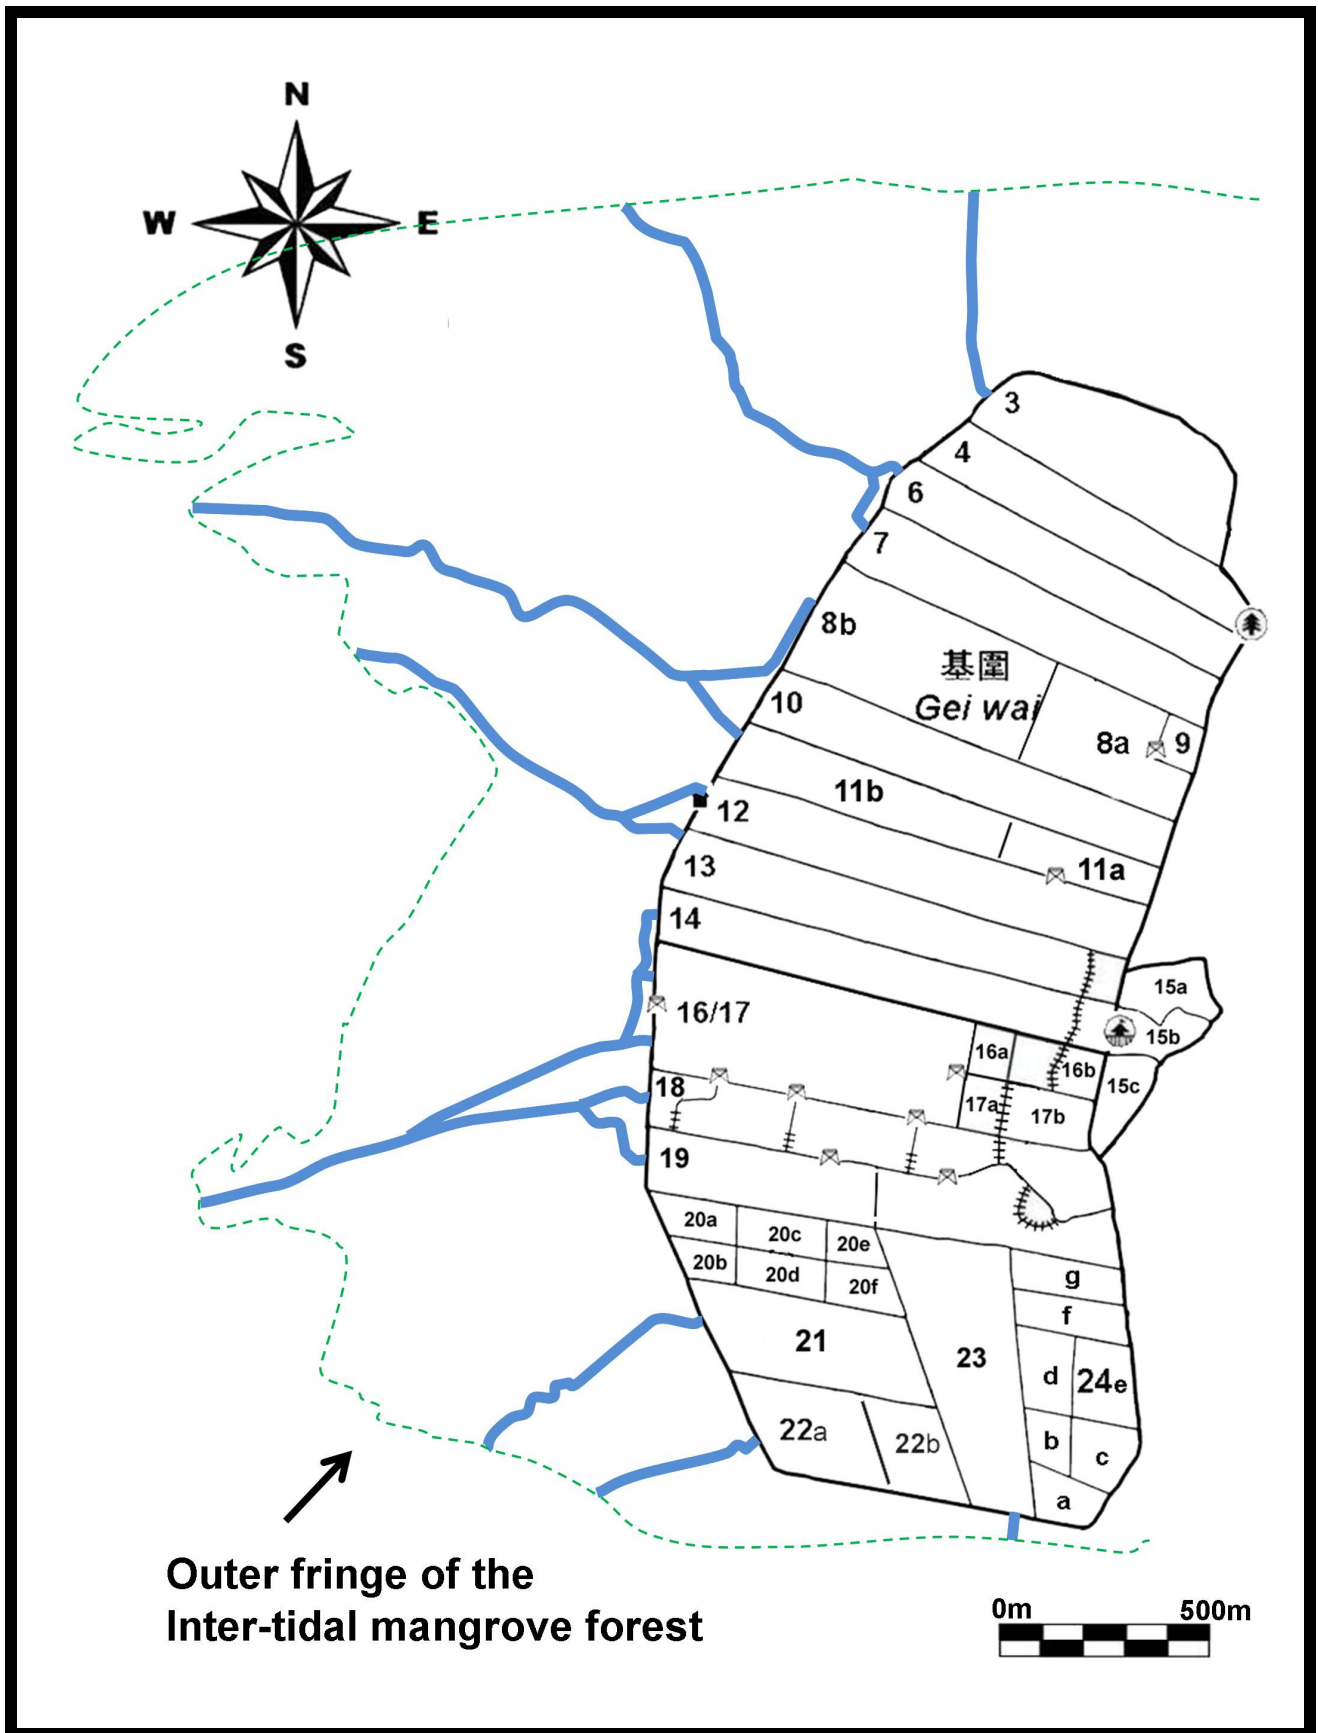 N
W
E
S
3
4
6
7
8b
基圍
Gei wai
10
8a
9
11b
12
11a
13
14
15a
16/17
15b
16a
16b
15c
18
17a
17b
19
20a
20c
20e
20b
20d
20f
g
f
21
23
d
24e
22a
22b
b
c
a
Outer fringe of the
Inter-tidal mangrove forest
0m
500m